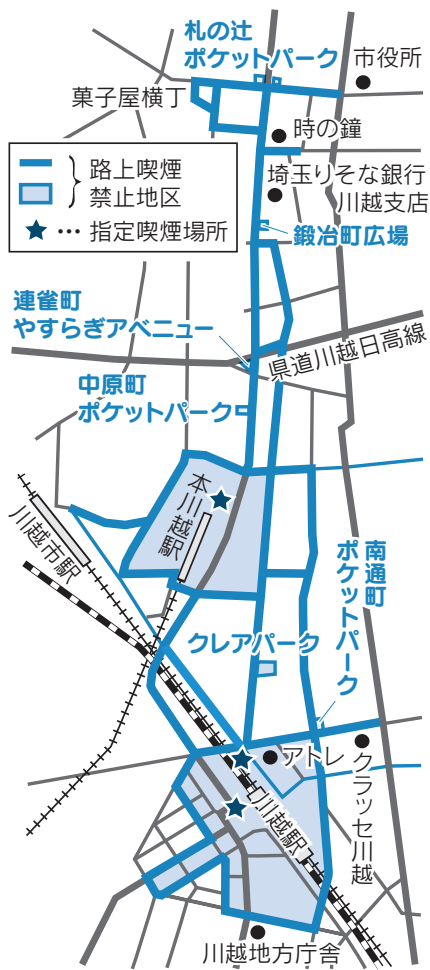 札の辻
ポケットパーク
市役所
菓子屋横丁
時の鐘
路上喫煙
禁止地区
… 指定喫煙場所
埼玉りそな銀行
川越支店
鍛冶町広場
連雀町
やすらぎアベニュー
県道川越日高線
中原町
ポケットパーク
本川越駅
川越市駅
南通町
ポケットパーク
クレアパーク
アトレ
クラッセ川越
川越駅
川越地方庁舎